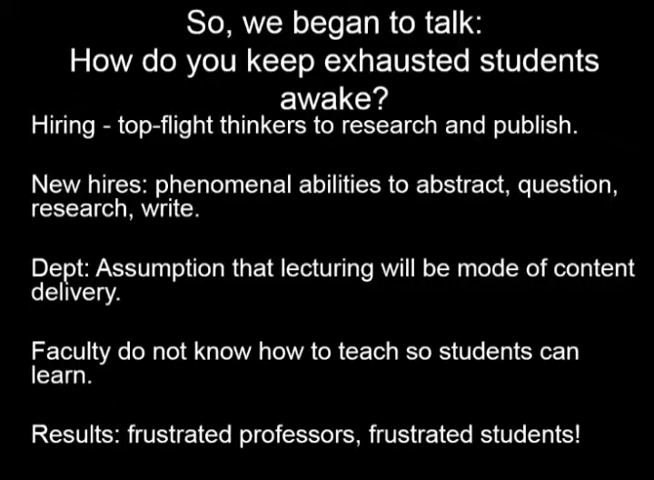 So, we began to talk:
How do you keep exhausted students
awake?
Hiring - top-flight thinkers to research and publish.
New hires: phenomenal abilities to abstract, question,
research, write.
Dept: Assumption that lecturing will be mode of content
delivery.
Faculty do not know how to teach so students can
learn.
Results: frustrated professors, frustrated students!